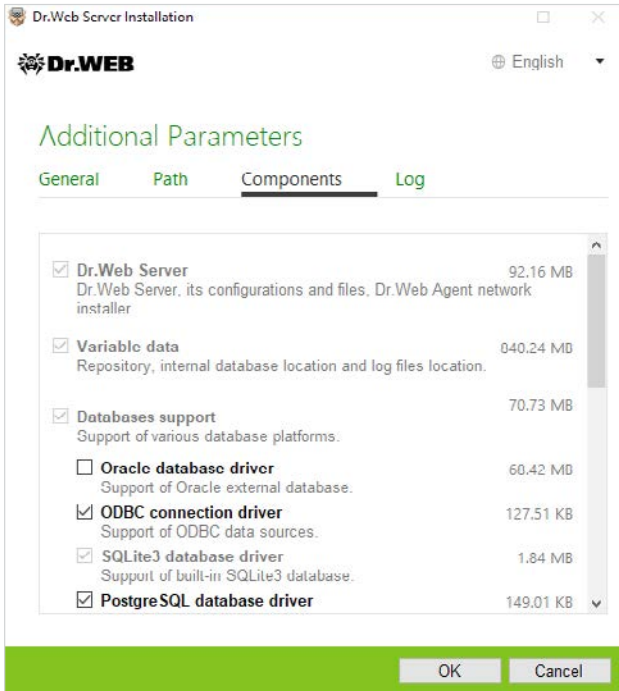 Dr.Web Server Installation
Dr.WEB
English
Additional Parameters
General Path Components Log
Dr.Web Server 92.16 MB
Dr.Web Server, its configurations and files, Dr.Web Agent network
installer
Variable data 840.24 MB
Repository, internal database location and log files location.
Databases support 70.73 MB
Support of various database platforms.
Oracle database driver 68.42 MB
Support of Oracle external database.
ODBC connection driver 127.51 KB
Support of ODBC data sources.
SQLite3 database driver 1.84 MB
Support of built-in SQLite3 database.
PostgreSQL database driver 149.01 KB
OK Cancel